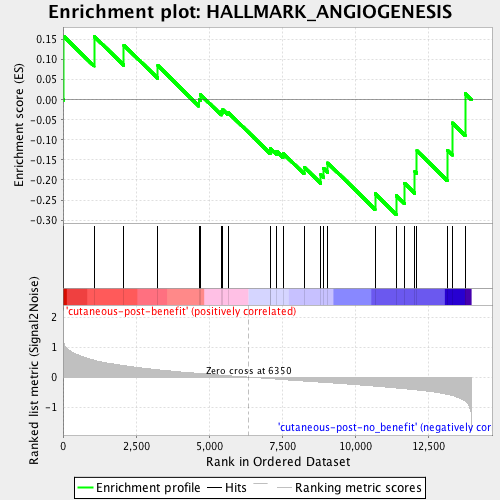 Enrichment plot: HALLMARK_ANGIOGENESIS
Enrichment score (ES)
0.15
0.10
0.05
0.00
-0.05
-0.10
-0.15
-0.20
-0.25
-0.30
'cutaneous-post-benefit' (positively correlated)
Ranked list metric (Signal2Noise)
2
1
0
-1
Zero cross at 6350
'cutaneous-post-no_benefit' (negatively cor
0
2,500
5,000
7,500
10,000
12,500
Rank in Ordered Dataset
Enrichment profile
Hits
Ranking metric scores